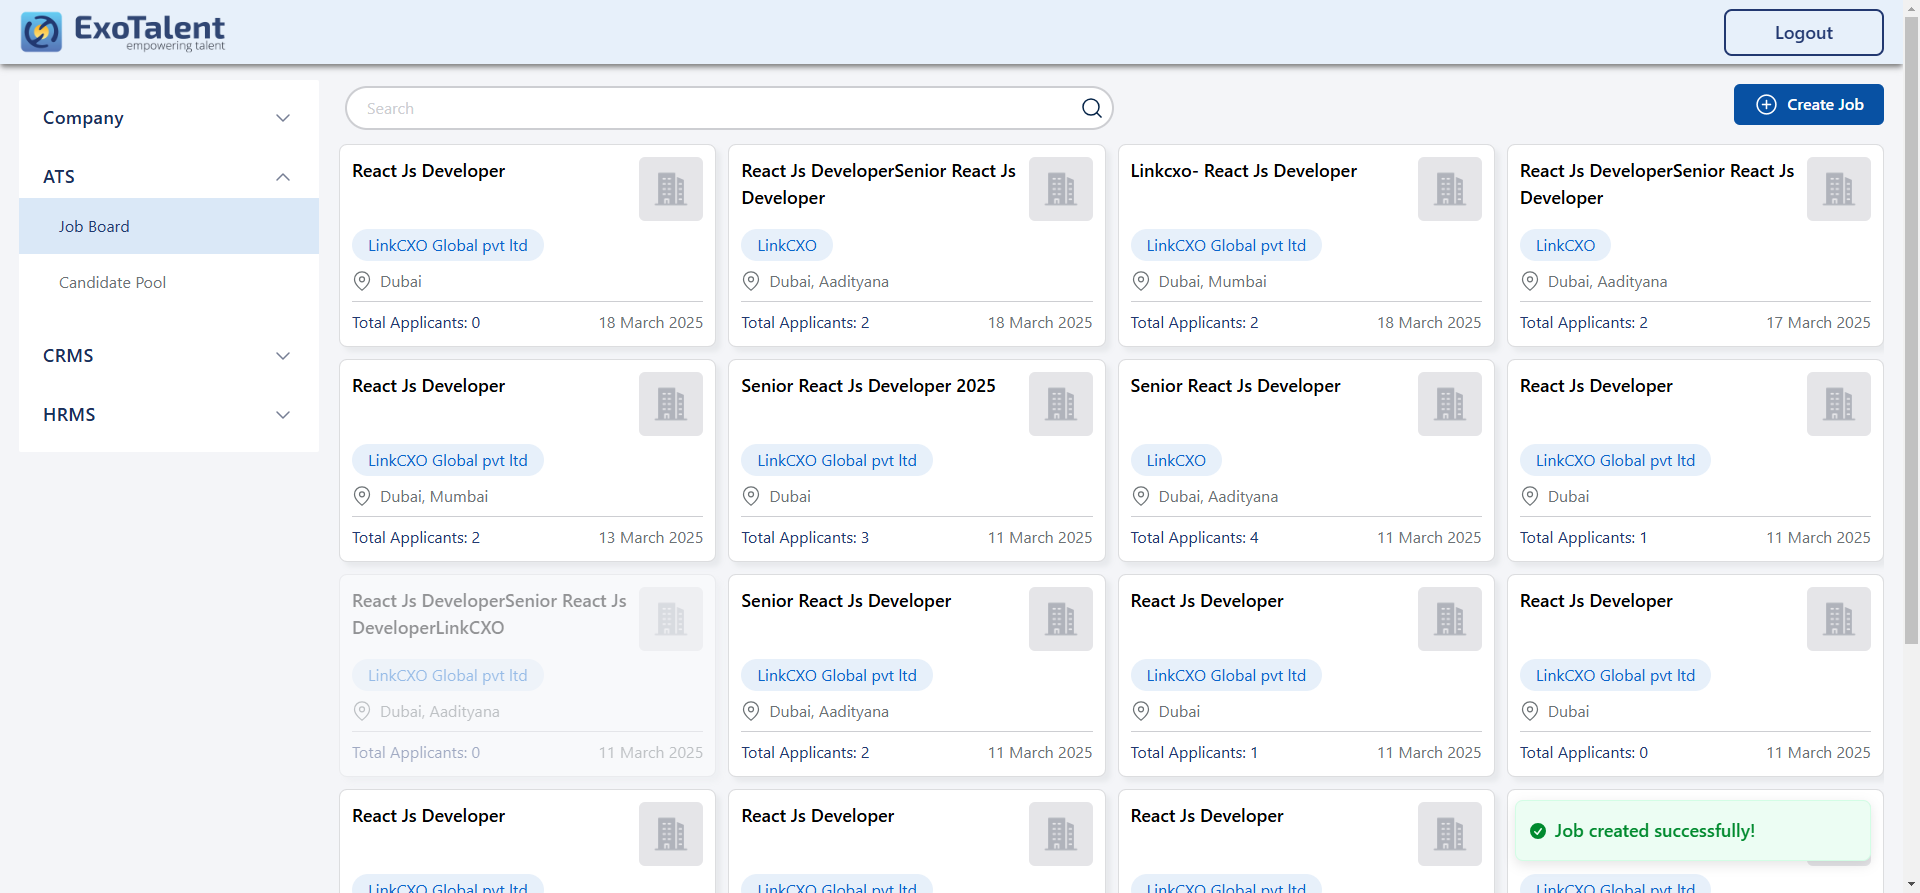 ExoTalent
empowering talent
Logout
Company
ATS
Job Board
Candidate Pool
CRMS
HRMS
Search
Create Job
React Js Developer
LinkCXO Global pvt ltd
Dubai
Total Applicants: 0
18 March 2025
React Js DeveloperSenior React Js
Developer
LinkCXO
Dubai, Aadityana
Total Applicants: 2
18 March 2025
Linkcxo- React Js Developer
LinkCXO Global pvt ltd
Dubai, Mumbai
Total Applicants: 2
18 March 2025
React Js DeveloperSenior React Js
Developer
LinkCXO
Dubai, Aadityana
Total Applicants: 2
17 March 2025
React Js Developer
LinkCXO Global pvt ltd
Dubai, Mumbai
Total Applicants: 2
13 March 2025
Senior React Js Developer 2025
LinkCXO Global pvt ltd
Dubai
Total Applicants: 3
11 March 2025
Senior React Js Developer
LinkCXO
Dubai, Aadityana
Total Applicants: 4
11 March 2025
React Js Developer
LinkCXO Global pvt ltd
Dubai
Total Applicants: 1
11 March 2025
React Js DeveloperSenior React Js
DeveloperLinkCXO
LinkCXO Global pvt ltd
Dubai, Aadityana
Total Applicants: 0
11 March 2025
Senior React Js Developer
LinkCXO Global pvt ltd
Dubai, Aadityana
Total Applicants: 2
11 March 2025
React Js Developer
LinkCXO Global pvt ltd
Dubai
Total Applicants: 1
11 March 2025
React Js Developer
LinkCXO Global pvt ltd
Dubai
Total Applicants: 0
11 March 2025
React Js Developer
LinkCXO Global pvt ltd
React Js Developer
LinkCXO Global pvt ltd
React Js Developer
LinkCXO Global pvt ltd
Job created successfully!
LinkCXO Global pvt ltd